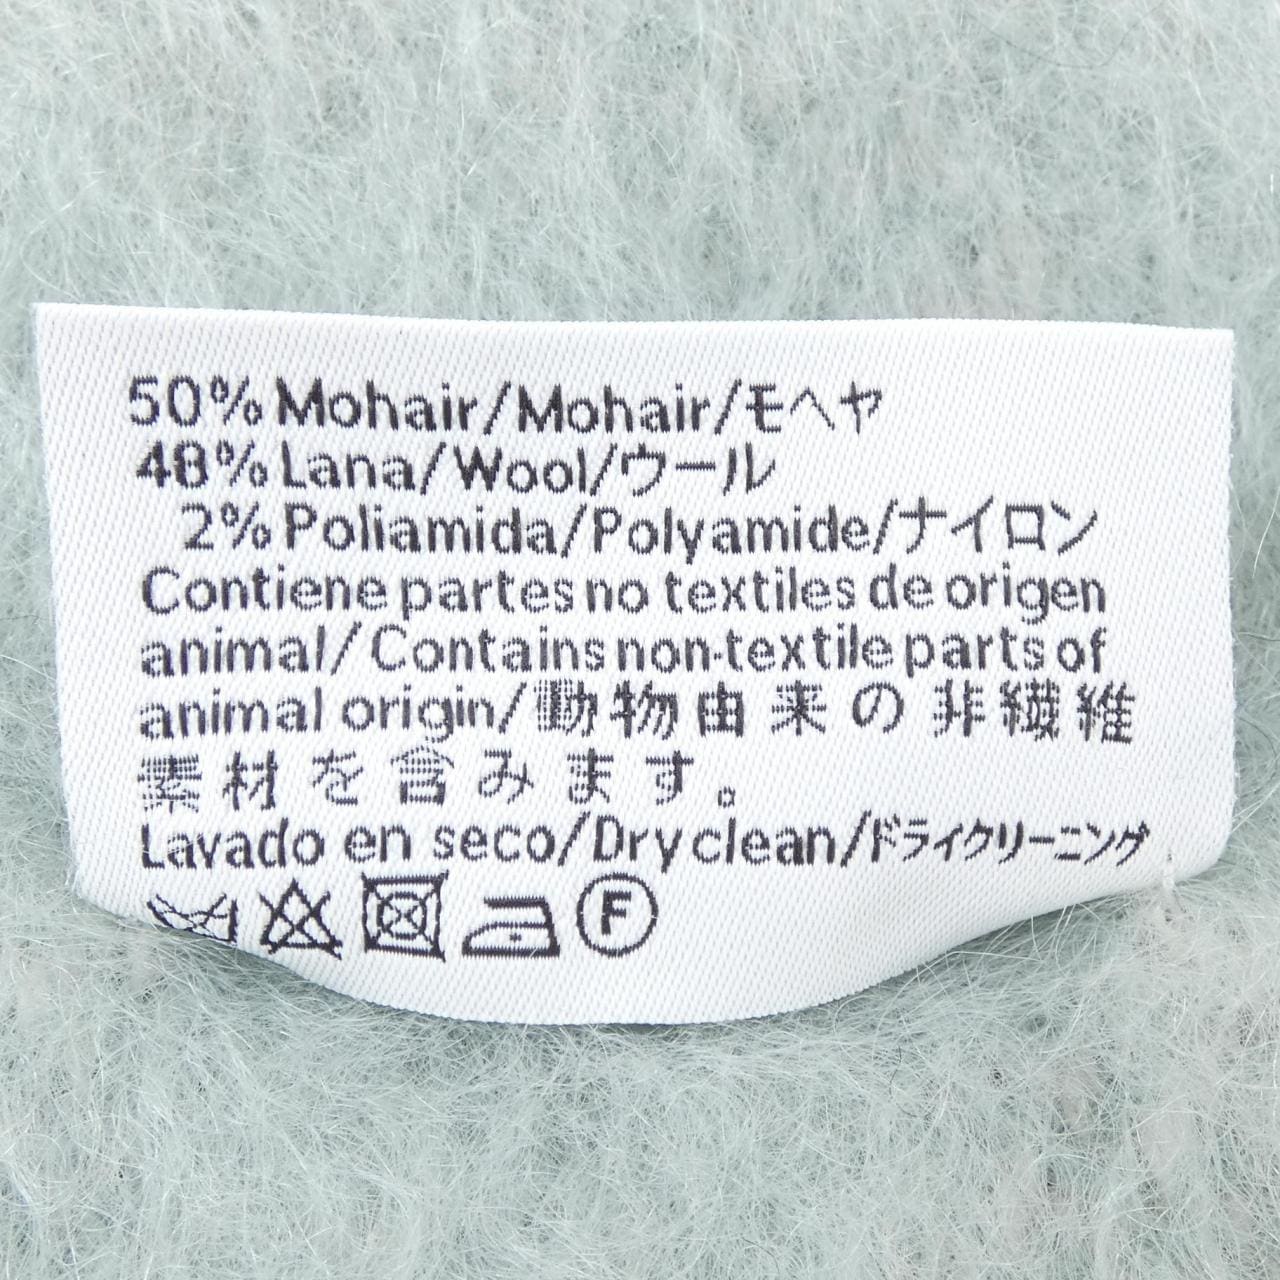 50% Mohair/Mohair/モヘヤ
48% Lana/Wool/ウール
2% Poliamida/Polyamide/ナイロン
Contiene partes no textiles de origen
animal/Contains non-textile parts of
animal origin/動物由来の非繊維
素材を含みます。
Lavado en seco/Dry clean/ドライクリーニング
F